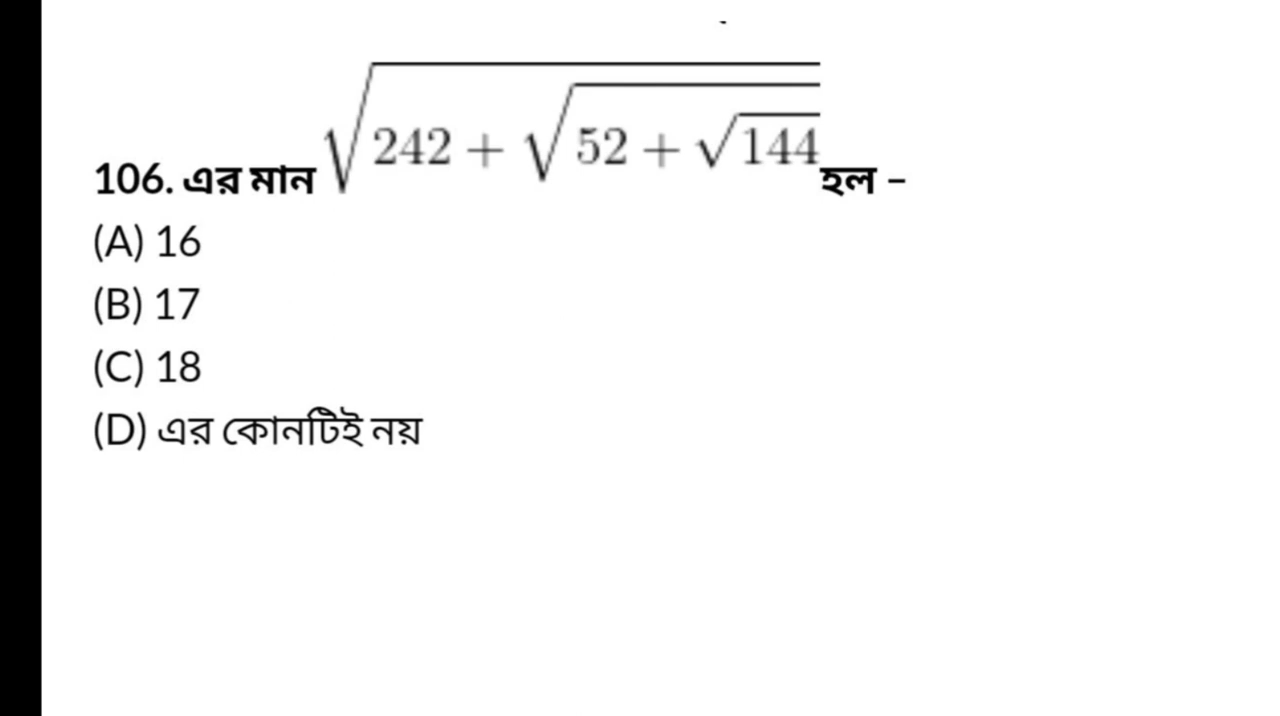 106. এর মান √(242 + √(52 + √144)) হল –
(A) 16
(B) 17
(C) 18
(D) এর কোনটিই নয়